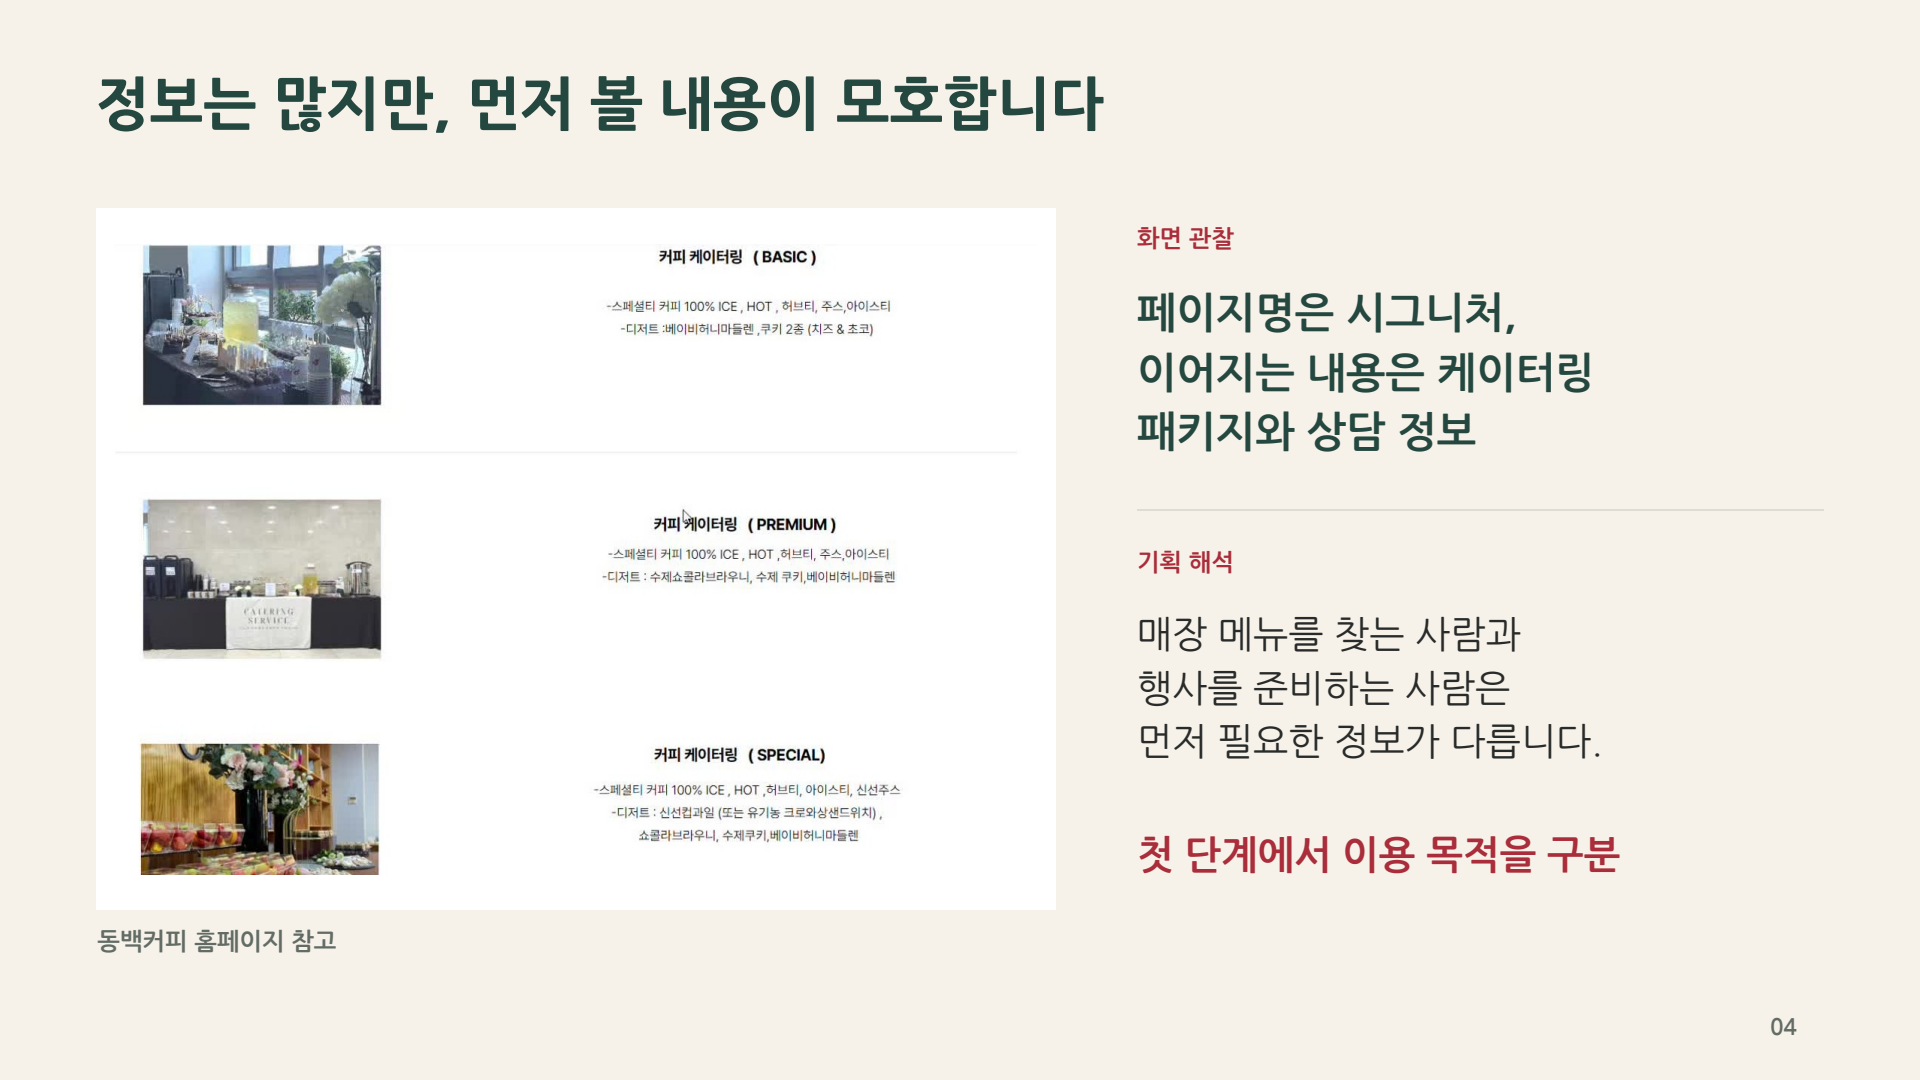 정보는 많지만, 먼저 볼 내용이 모호합니다
커피 케이터링 ( BASIC )
-스페셜티 커피 100% ICE , HOT , 허브티, 주스,아이스티
-디저트 :베이비허니마들렌 ,쿠키 2종 (치즈 & 초코)
커피 케이터링 ( PREMIUM )
-스페셜티 커피 100% ICE , HOT ,허브티, 주스,아이스티
-디저트 : 수제쇼콜라브라우니, 수제 쿠키,베이비허니마들렌
CATERING
SERVICE
커피 케이터링 ( SPECIAL)
-스페셜티 커피 100% ICE , HOT ,허브티, 아이스티, 신선주스
-디저트 : 신선컵과일 (또는 유기농 크로와상샌드위치) ,
쇼콜라브라우니, 수제쿠키,베이비허니마들렌
동백커피 홈페이지 참고
화면 관찰
페이지명은 시그니처,
이어지는 내용은 케이터링
패키지와 상담 정보
기획 해석
매장 메뉴를 찾는 사람과
행사를 준비하는 사람은
먼저 필요한 정보가 다릅니다.
첫 단계에서 이용 목적을 구분
04